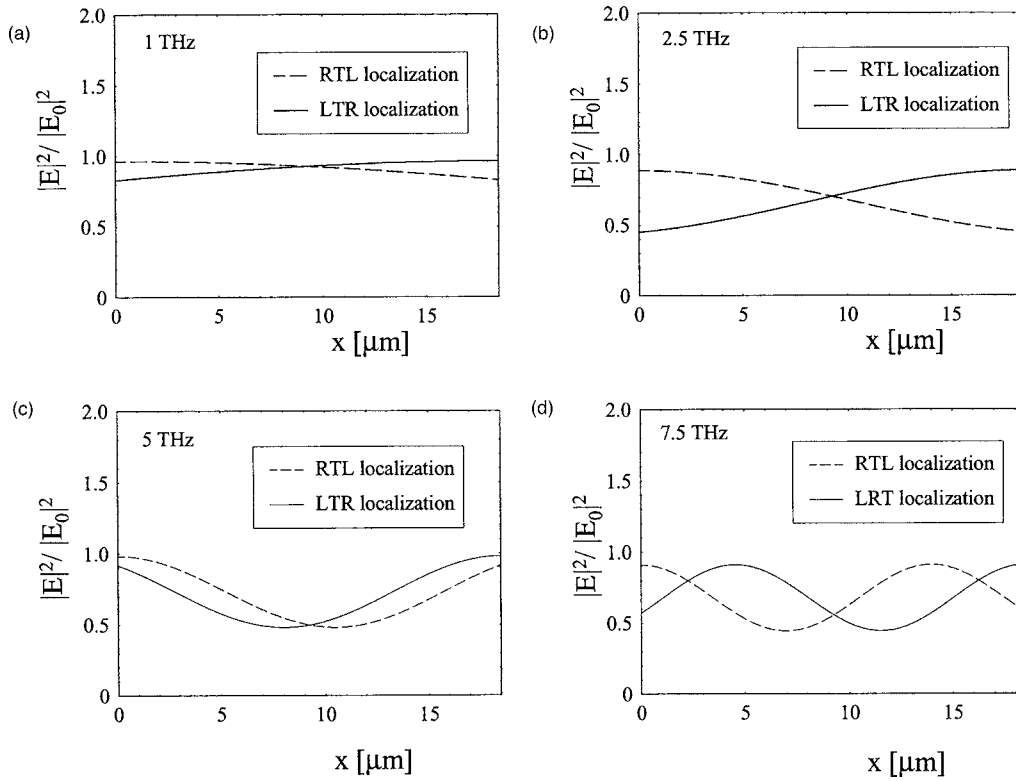 (a)
1 THz
RTL localization
LTR localization
|E|²/ |E₀|²
2.0
1.5
1.0
0.5
0
0 5 10 15
x [µm]
(b)
2.5 THz
RTL localization
LTR localization
|E|²/ |E₀|²
2.0
1.5
1.0
0.5
0
0 5 10 15
x [µm]
(c)
5 THz
RTL localization
LTR localization
|E|²/ |E₀|²
2.0
1.5
1.0
0.5
0
0 5 10 15
x [µm]
(d)
7.5 THz
RTL localization
LRT localization
|E|²/ |E₀|²
2.0
1.5
1.0
0.5
0
0 5 10 15
x [µm]